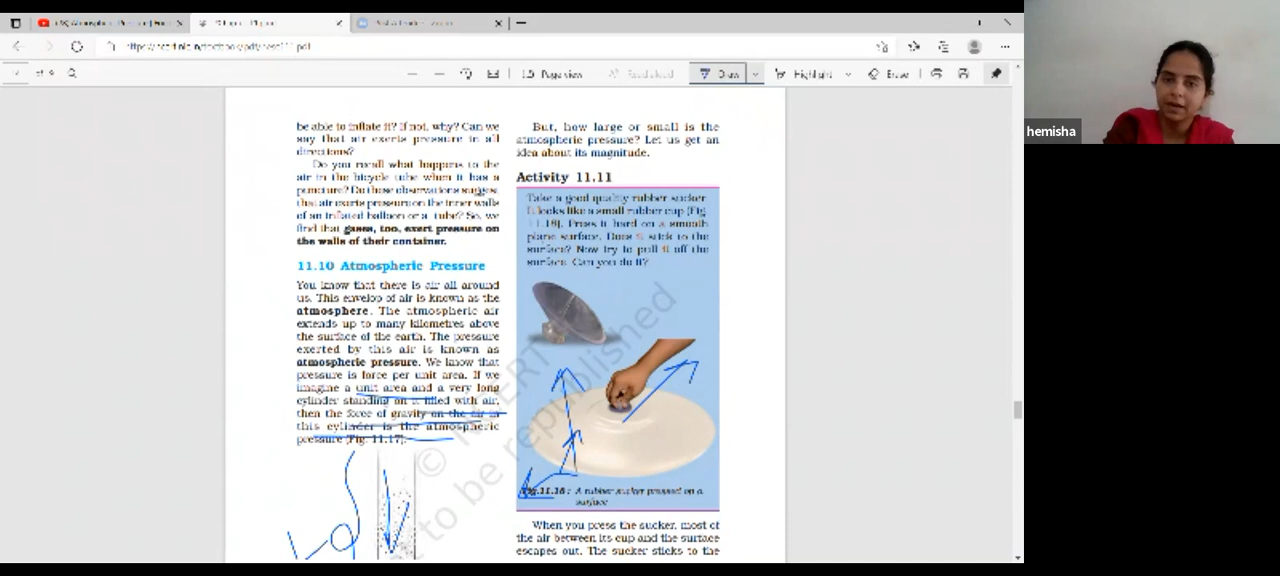 Page view
Read aloud
Draw
Highlight
Erase
hemisha
be able to inflate it? If not, why? Can we
say that air exerts pressure in all
directions?
Do you recall what happens to the
air in the bicycle tube when it has a
puncture? Do these observations suggest
that air exerts pressure on the inner walls
of an inflated balloon or a tube? So, we
find that gases, too, exert pressure on
the walls of their container.
11.10 Atmospheric Pressure
You know that there is air all around
us. This envelop of air is known as the
atmosphere. The atmospheric air
extends up to many kilometres above
the surface of the earth. The pressure
exerted by this air is known as
atmospheric pressure. We know that
pressure is force per unit area. If we
imagine a unit area and a very long
cylinder standing on it filled with air,
then the force of gravity on the air in
this cylinder is the atmospheric
pressure (Fig. 11.17).
But, how large or small is the
atmospheric pressure? Let us get an
idea about its magnitude.
Activity 11.11
Take a good quality rubber sucker.
It looks like a small rubber cup (Fig.
11.18). Press it hard on a smooth
plane surface. Does it stick to the
surface? Now try to pull it off the
surface. Can you do it?
Fig.11.18 : A rubber sucker pressed on a
surface
When you press the sucker, most of
the air between its cup and the surface
escapes out. The sucker sticks to the
to be republished